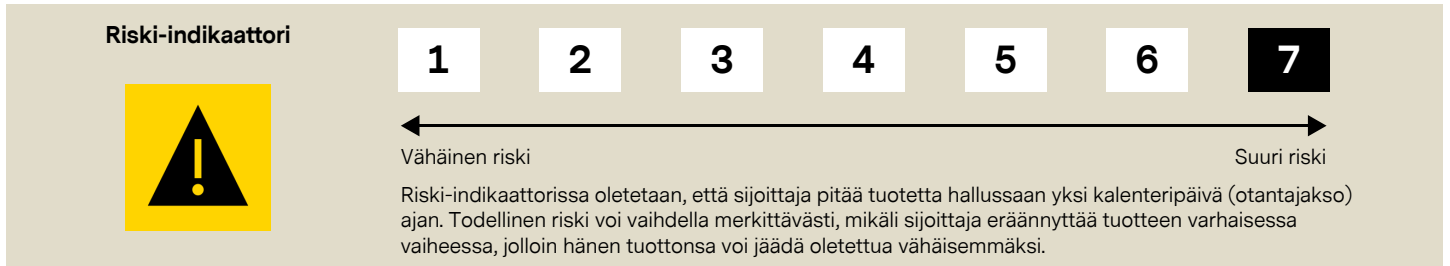 Riski-indikaattori
1 2 3 4 5 6 7
Vähäinen riski Suuri riski
Riski-indikaattorissa oletetaan, että sijoittaja pitää tuotetta hallussaan yksi kalenteripäivä (otantajakso)
ajan. Todellinen riski voi vaihdella merkittävästi, mikäli sijoittaja eräännyttää tuotteen varhaisessa
vaiheessa, jolloin hänen tuottonsa voi jäädä oletettua vähäisemmäksi.